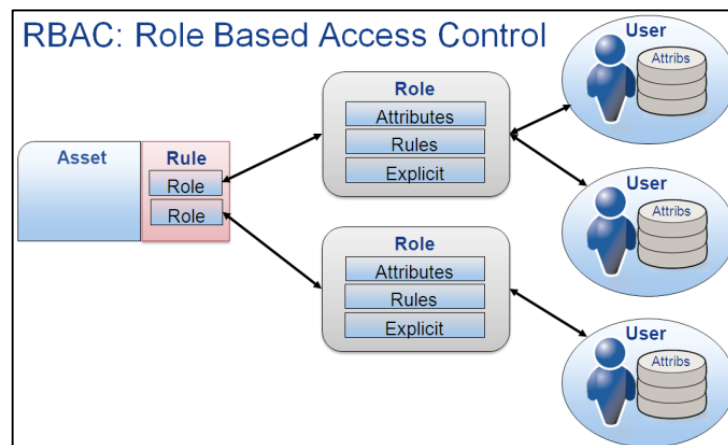 RBAC: Role Based Access Control
Asset
Rule
Role
Role
Role
Attributes
Rules
Explicit
Role
Attributes
Rules
Explicit
User
Attribs
User
Attribs
User
Attribs